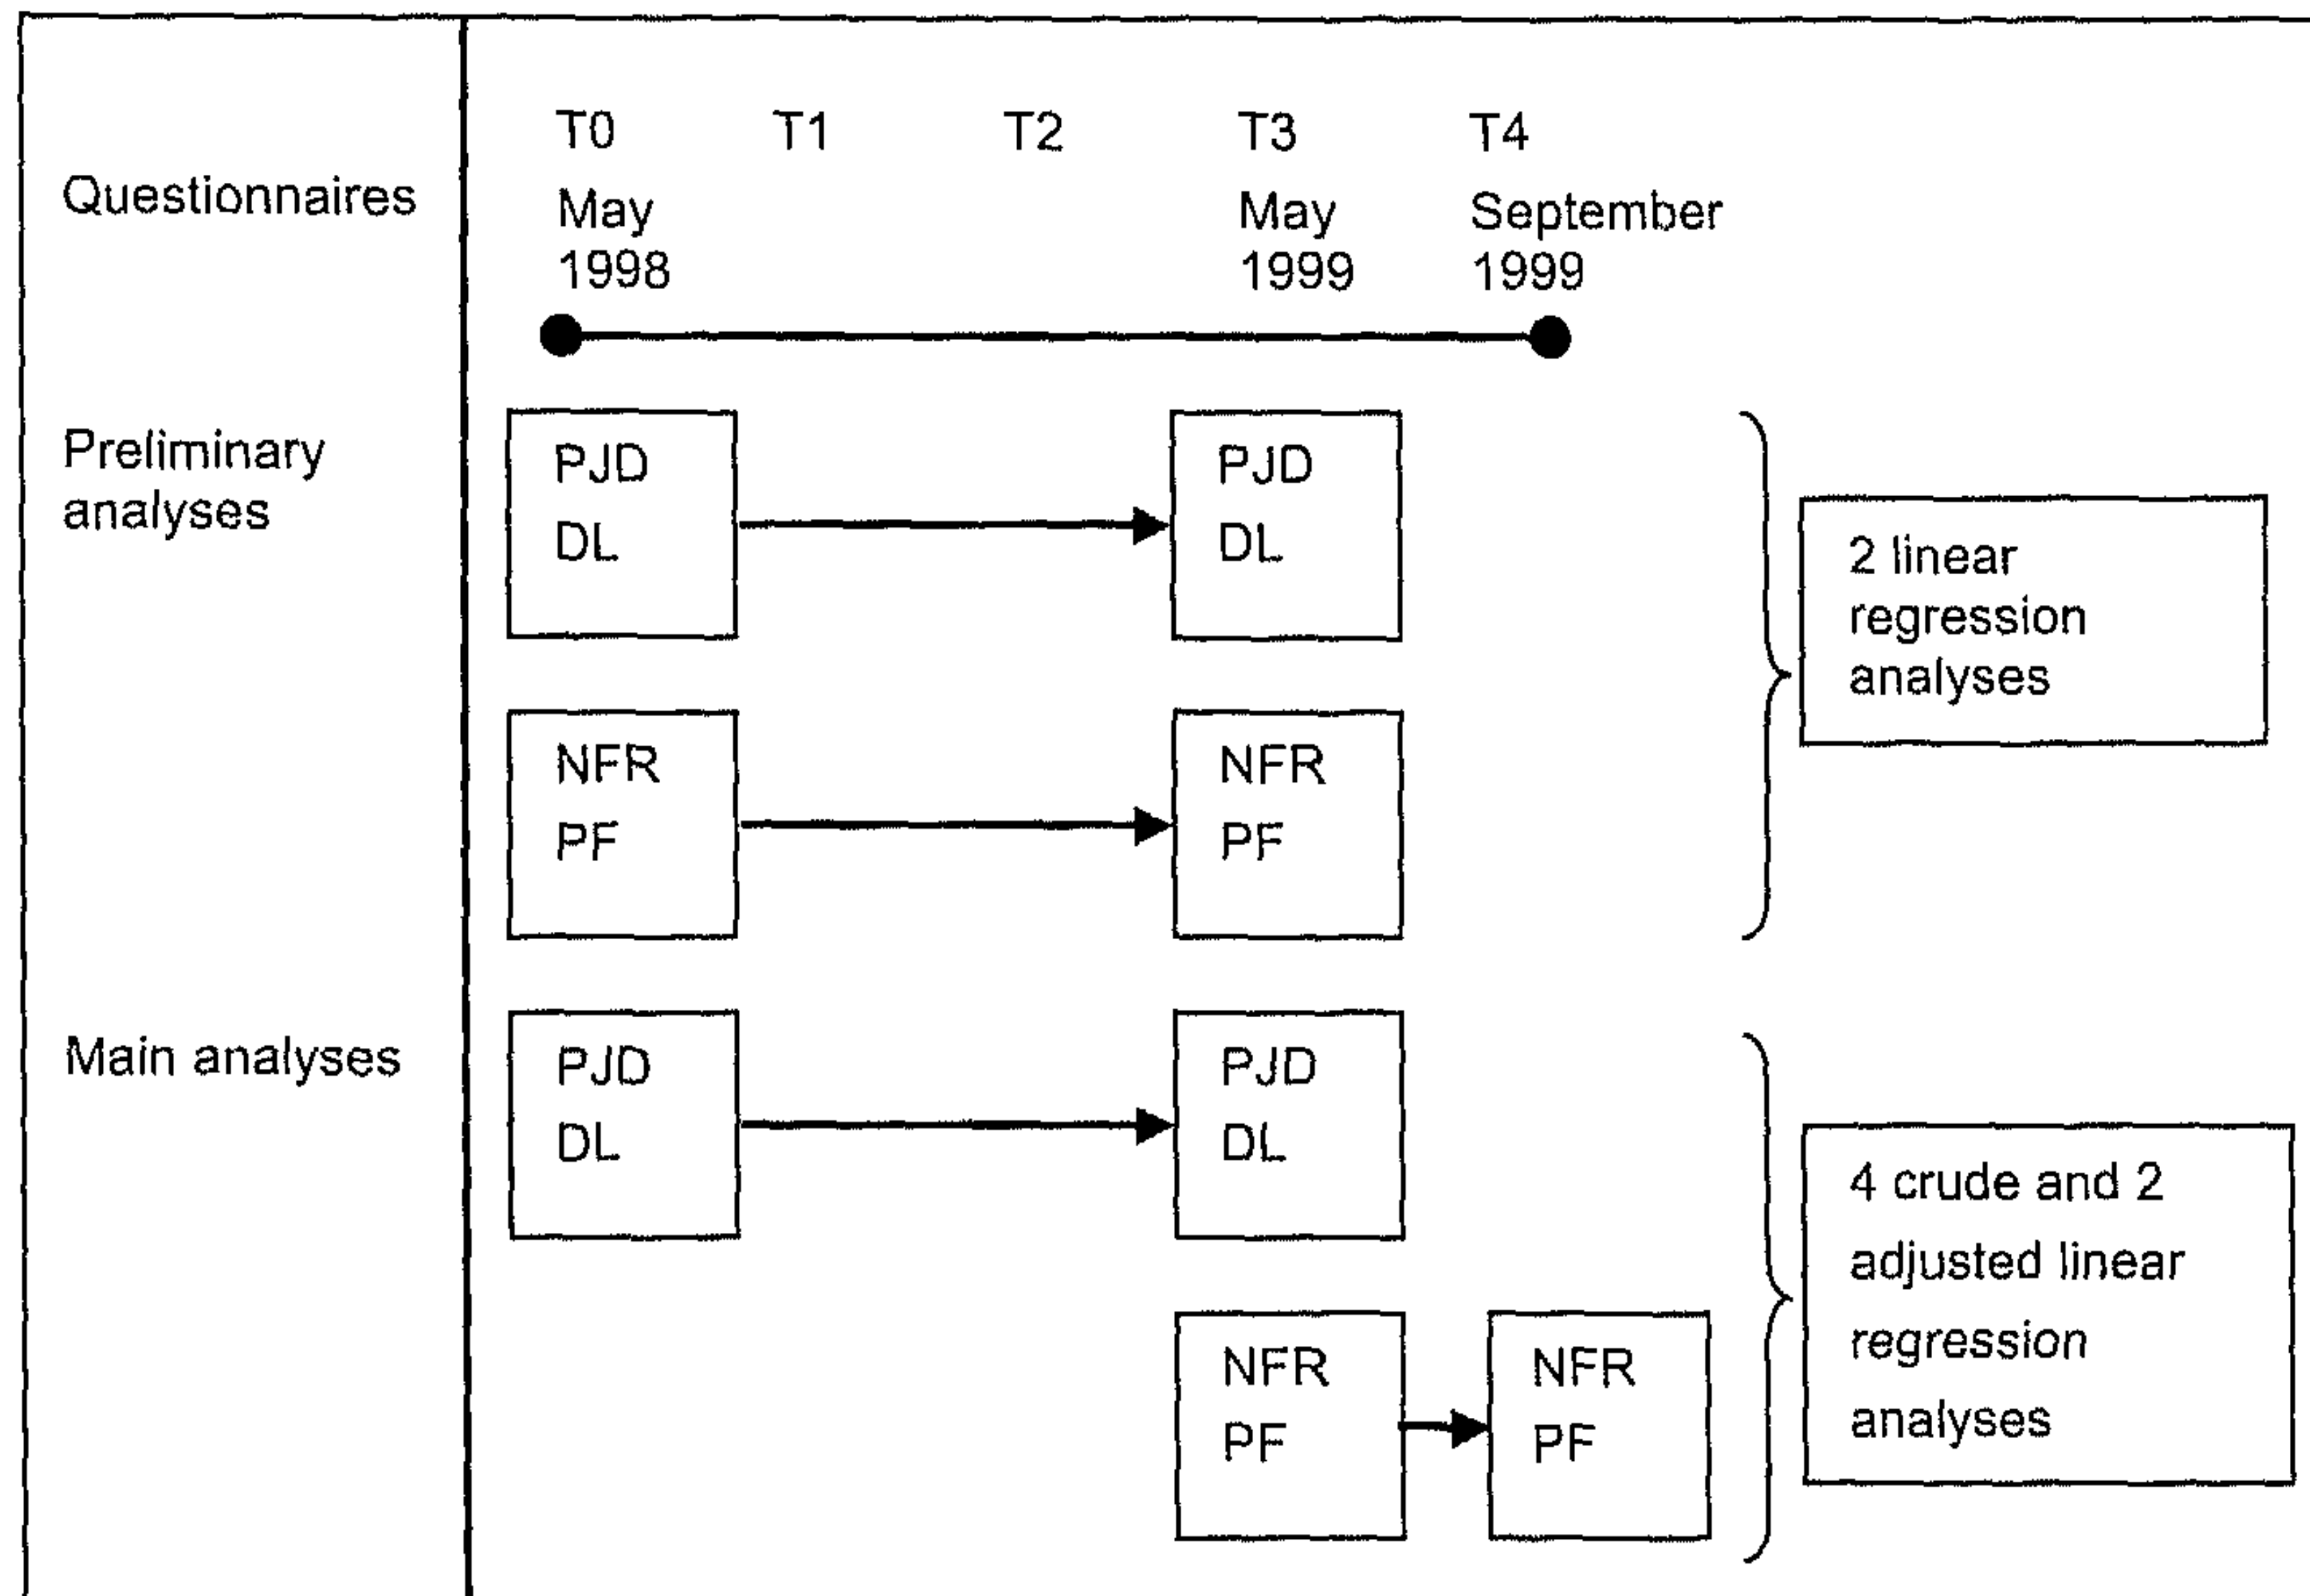 Questionnaires
T0 T1 T2 T3 T4
May May September
1998 1999 1999
Preliminary
analyses
PJD PJD
DL DL
2 linear
regression
analyses
NFR NFR
PF PF
Main analyses
PJD PJD
DL DL
4 crude and 2
adjusted linear
regression
analyses
NFR NFR
PF PF